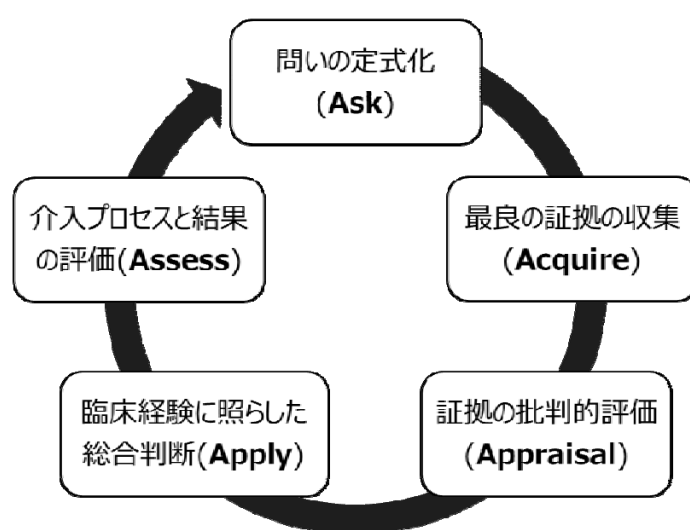 問いの定式化
(Ask)
最良の証拠の収集
(Acquire)
証拠の批判的評価
(Appraisal)
臨床経験に照らした
総合判断(Apply)
介入プロセスと結果
の評価(Assess)